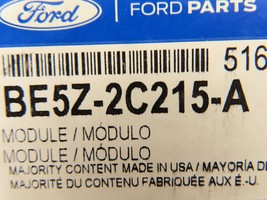 Ford
FORD PARTS
516
BE5Z-2C215-A
MODULE / MÓDULO
MODULE / MÓDULO
MAJORITY CONTENT MADE IN USA / MAYORÍA DE
MAJORITÉ DU CONTENU FABRIQUÉE AUX É.-U.